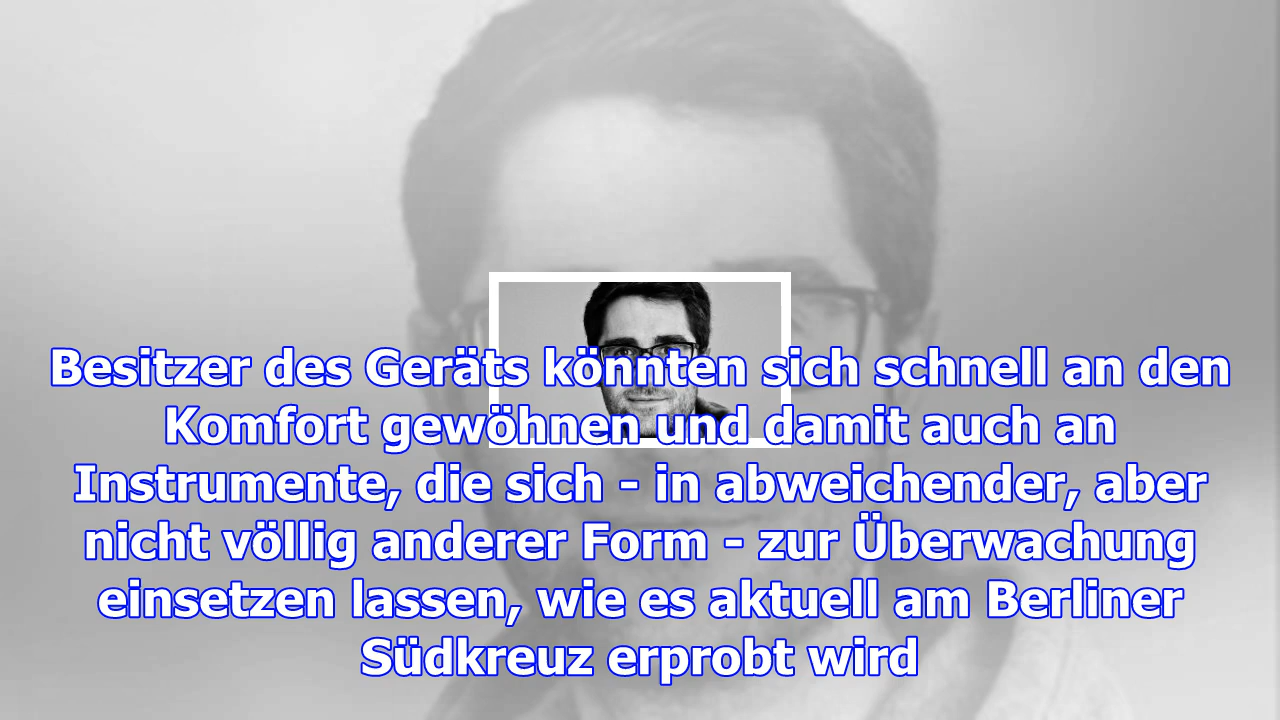 Besitzer des Geräts könnten sich schnell an den
Komfort gewöhnen und damit auch an
Instrumente, die sich - in abweichender, aber
nicht völlig anderer Form - zur Überwachung
einsetzen lassen, wie es aktuell am Berliner
Südkreuz erprobt wird